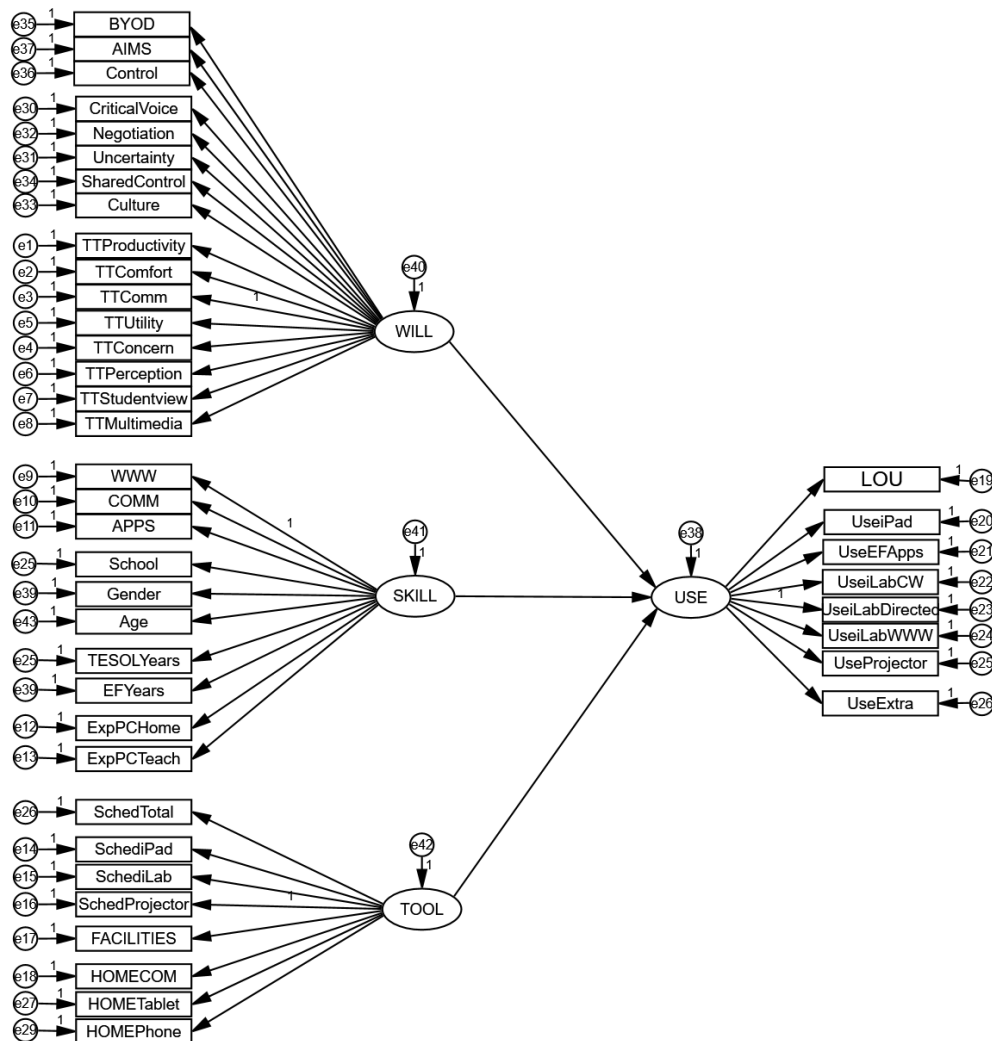 e35 1 BYOD
e37 1 AIMS
e36 1 Control
e30 1 CriticalVoice
e32 1 Negotiation
e31 1 Uncertainty
e34 1 SharedControl
e33 1 Culture
e1 1 TTProductivity
e2 1 TTComfort
e3 1 TTComm 1
e5 1 TTUtility
e4 1 TTConcern
e6 1 TTPerception
e7 1 TTStudentview
e8 1 TTMultimedia
e40
1
WILL
e9 1 WWW
e10 1 COMM
e11 1 APPS 1
e25 1 School
e39 1 Gender
e43 1 Age
e25 1 TESOLYears
e39 1 EFYears
e12 1 ExpPCHome
e13 1 ExpPCTeach
e41
1
SKILL
e26 1 SchedTotal
e14 1 SchediPad
e15 1 SchediLab
e16 1 SchedProjector 1
e17 1 FACILITIES
e18 1 HOMECOM
e27 1 HOMETablet
e29 1 HOMEPhone
e42
1
TOOL
e38
1
USE
LOU 1 e19
UseiPad 1 e20
UseEFApps 1 e21
UseiLabCW 1 e22
1 UseiLabDirected 1 e23
UseiLabWWW 1 e24
UseProjector 1 e25
UseExtra 1 e26